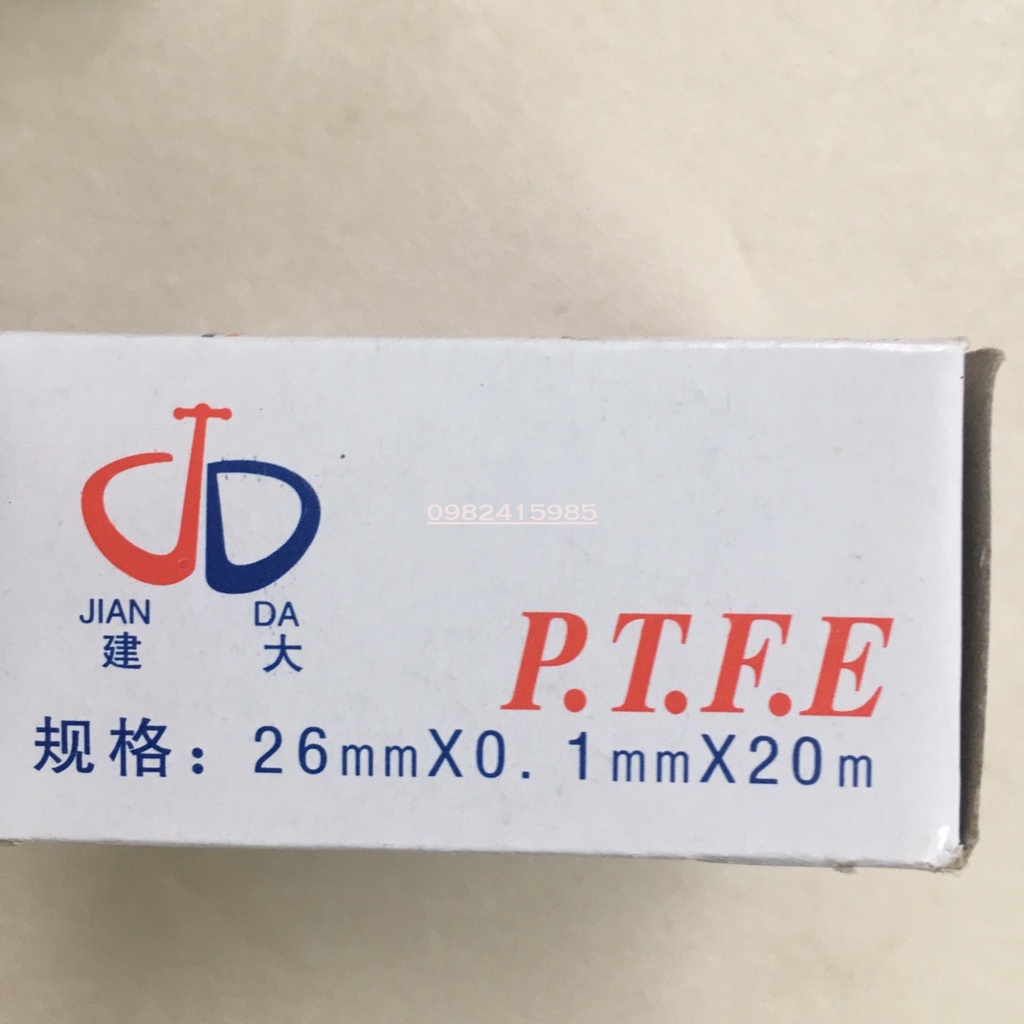 0982415985
JIAN DA
建 大
P.T.F.E
规格：26mmX0.1mmX20m